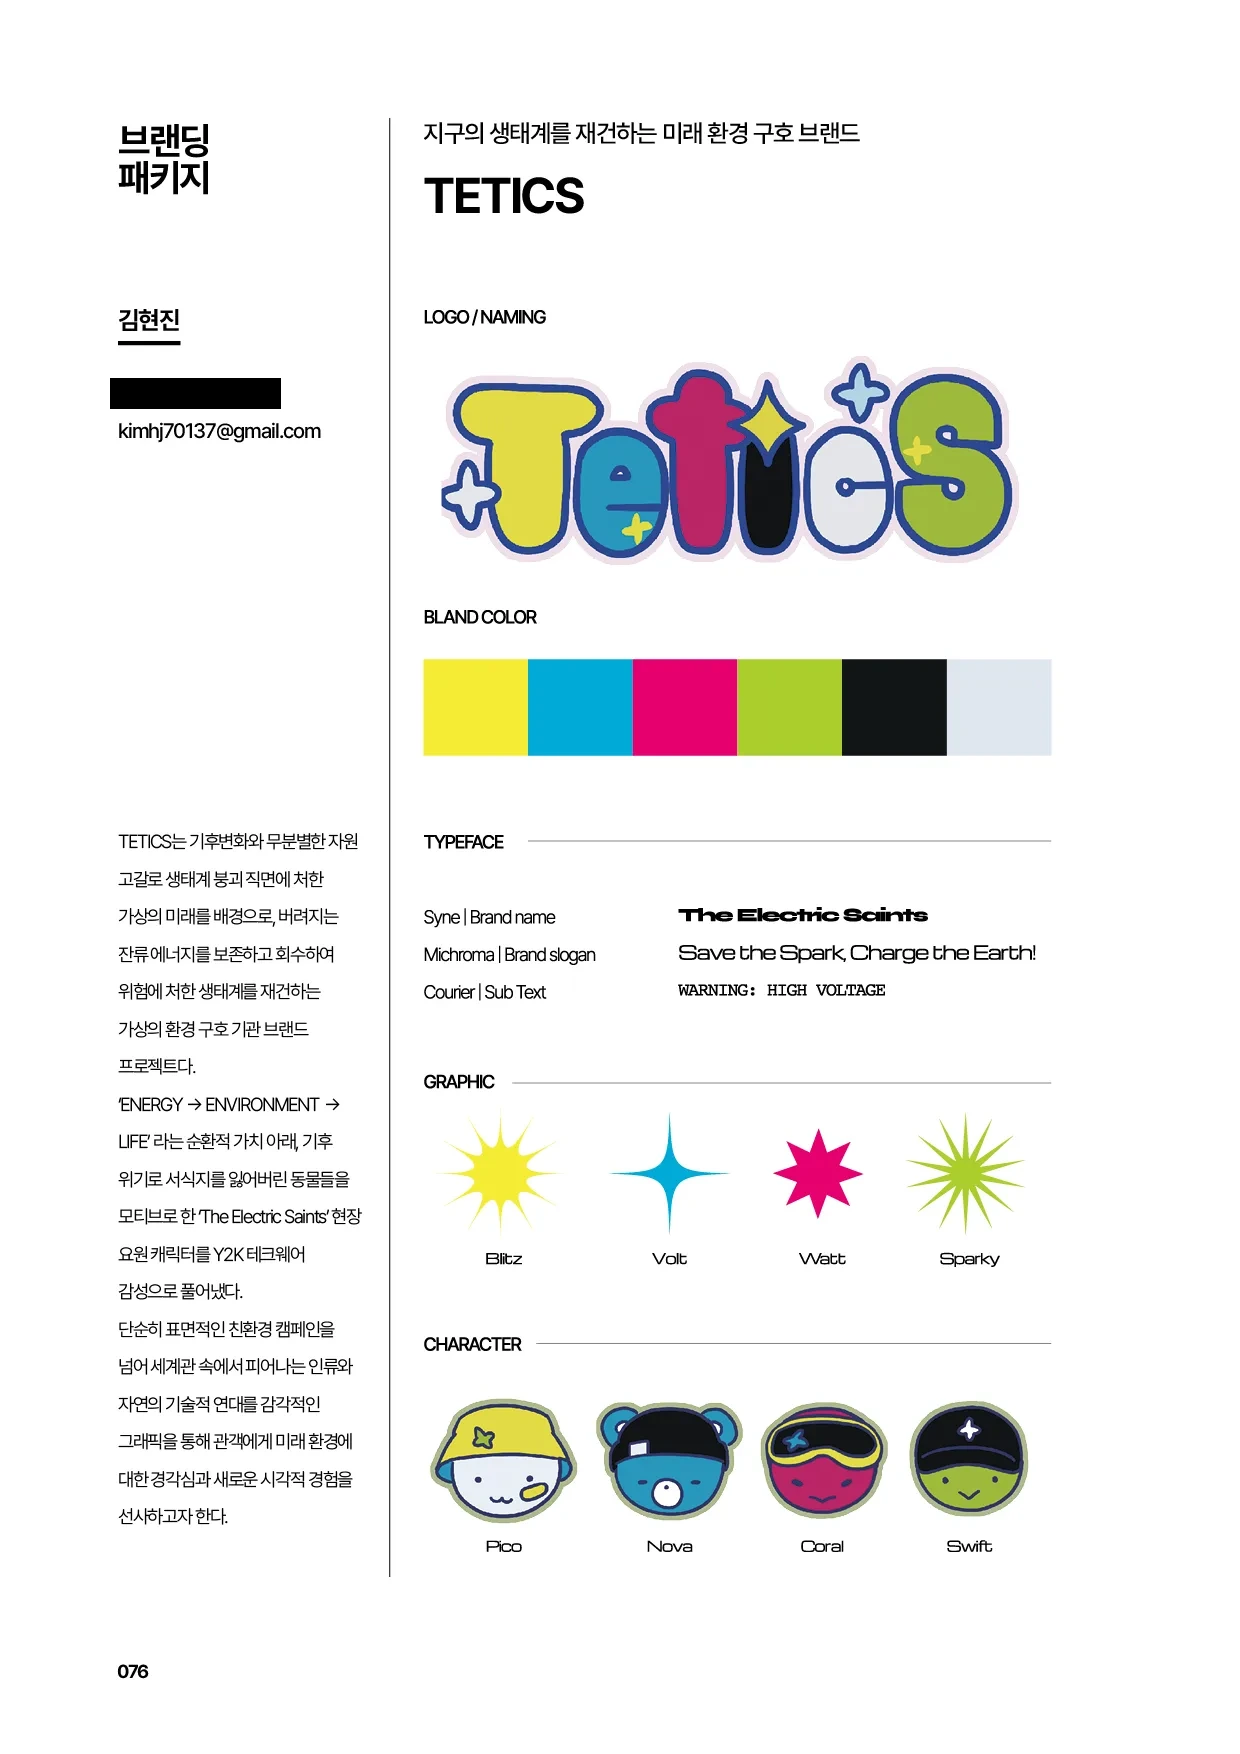 브랜딩
패키지
김현진
kimhj70137@gmail.com
TETICS는 기후변화와 무분별한 자원
고갈로 생태계 붕괴 직면에 처한
가상의 미래를 배경으로, 버려지는
잔류 에너지를 보존하고 회수하여
위험에 처한 생태계를 재건하는
가상의 환경 구호 기관 브랜드
프로젝트다.
‘ENERGY → ENVIRONMENT →
LIFE’ 라는 순환적 가치 아래, 기후
위기로 서식지를 잃어버린 동물들을
모티브로 한 ‘The Electric Saints’ 현장
요원 캐릭터를 Y2K 테크웨어
감성으로 풀어냈다.
단순히 표면적인 친환경 캠페인을
넘어 세계관 속에서 피어나는 인류와
자연의 기술적 연대를 감각적인
그래픽을 통해 관객에게 미래 환경에
대한 경각심과 새로운 시각적 경험을
선사하고자 한다.
076
지구의 생태계를 재건하는 미래 환경 구호 브랜드
TETICS
LOGO / NAMING
Tetics
BLAND COLOR
TYPEFACE
Syne | Brand name
The Electric Saints
Michroma | Brand slogan
Save the Spark, Charge the Earth!
Courier | Sub Text
WARNING: HIGH VOLTAGE
GRAPHIC
Blitz Volt Watt Sparky
CHARACTER
Pico Nova Coral Swift